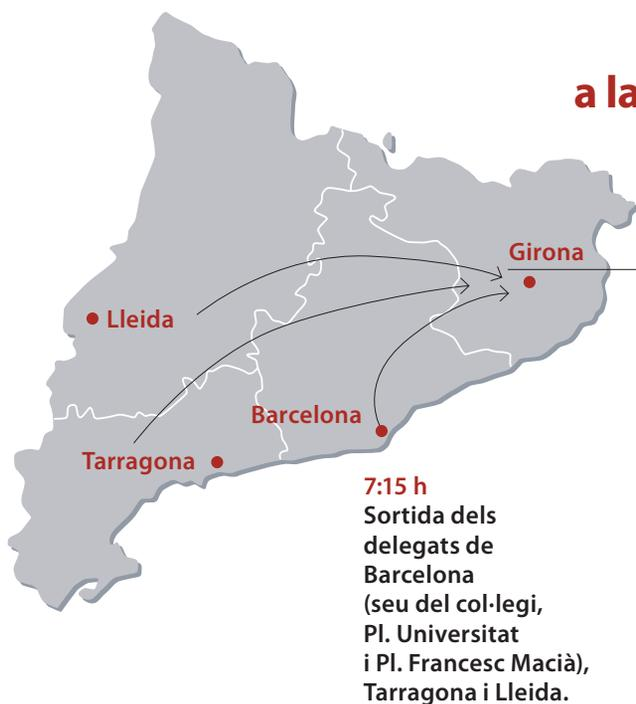 a la
Girona
Lleida
Barcelona
Tarragona
7:15 h
Sortida dels
delegats de
Barcelona
(seu del col·legi,
Pl. Universitat
i Pl. Francesc Macià),
Tarragona i Lleida.